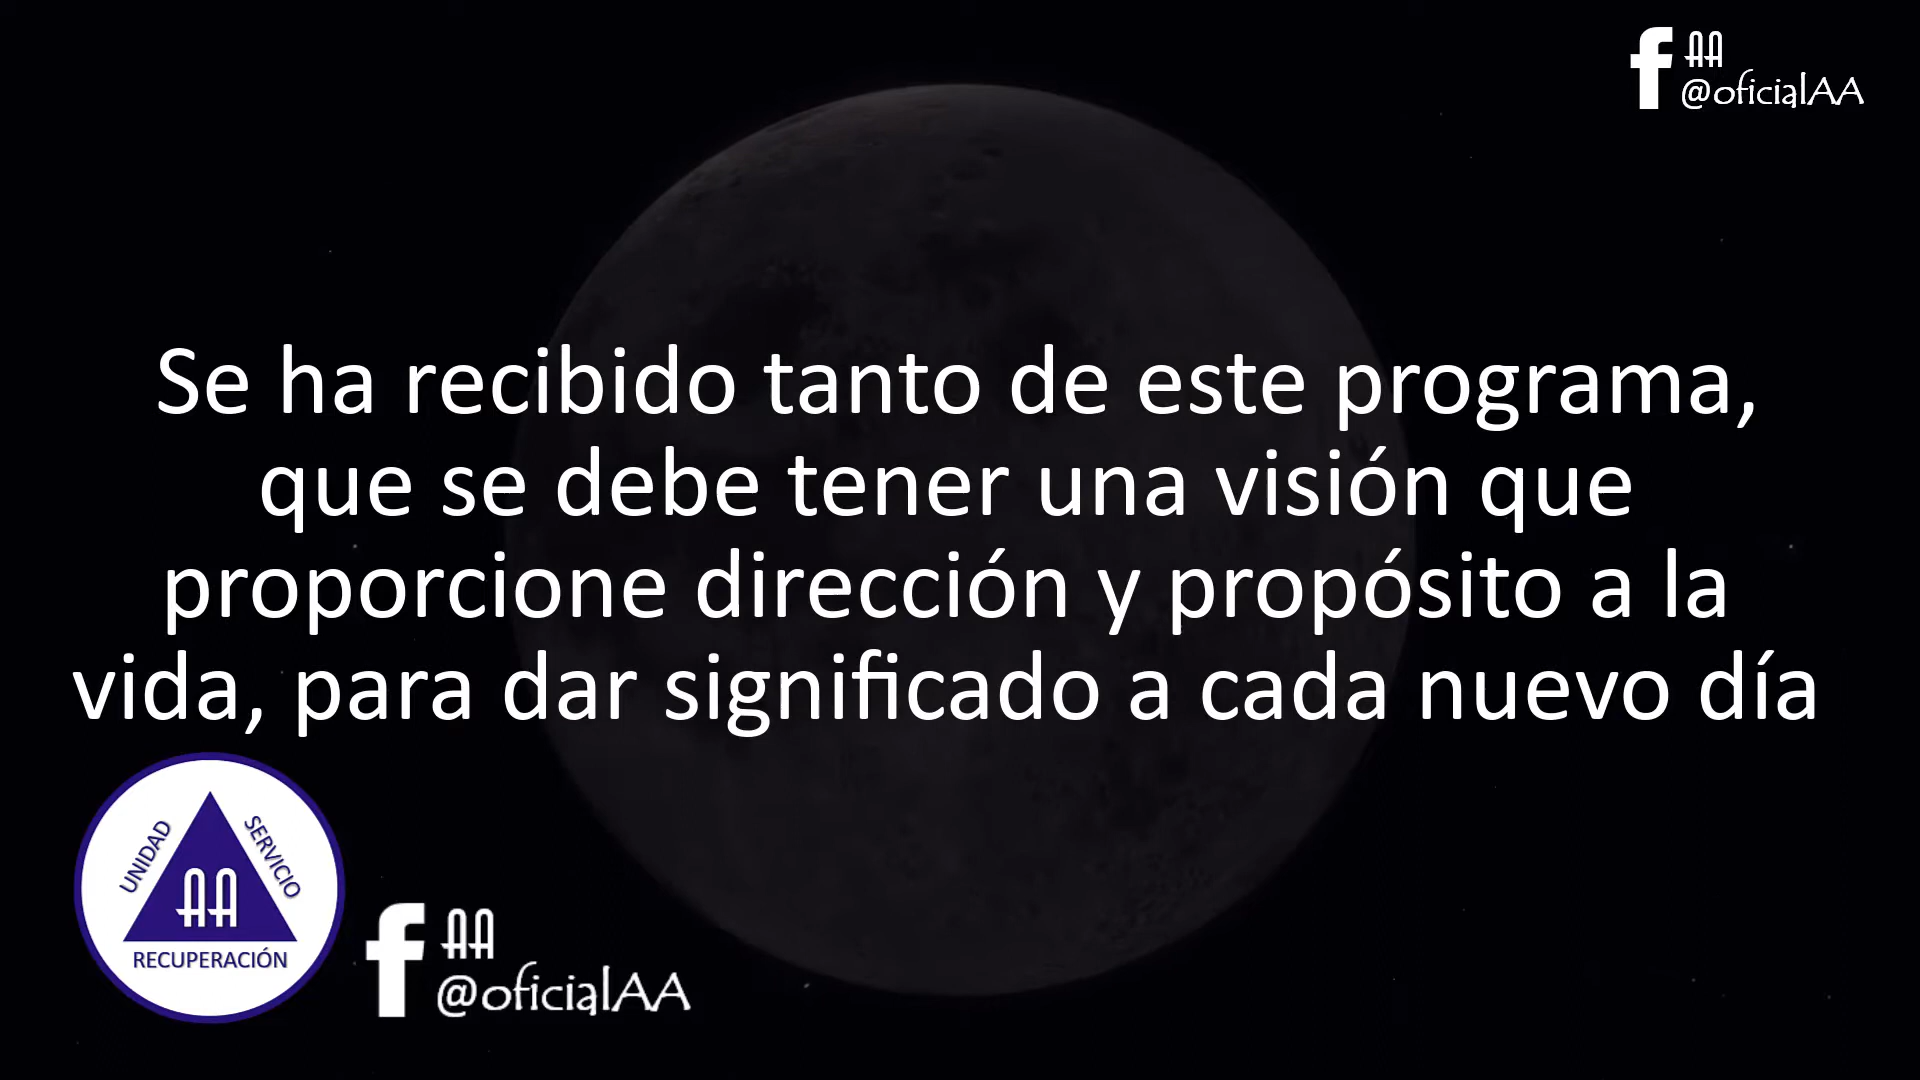 AA
@oficialAA
Se ha recibido tanto de este programa,
que se debe tener una visión que
proporcione dirección y propósito a la
vida, para dar significado a cada nuevo día
UNIDAD
SERVICIO
AA
RECUPERACIÓN
AA
@oficialAA